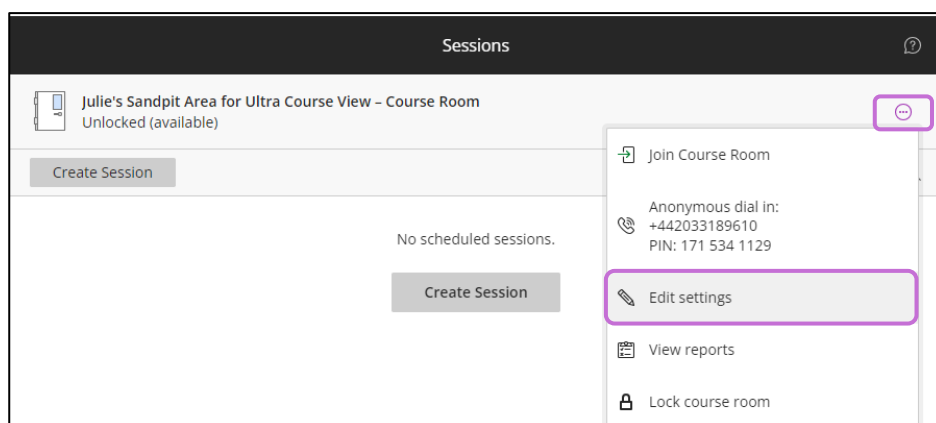 Sessions
Julie's Sandpit Area for Ultra Course View – Course Room
Unlocked (available)
Join Course Room
Create Session
Anonymous dial in:
+442033189610
PIN: 171 534 1129
No scheduled sessions.
Create Session
Edit settings
View reports
Lock course room